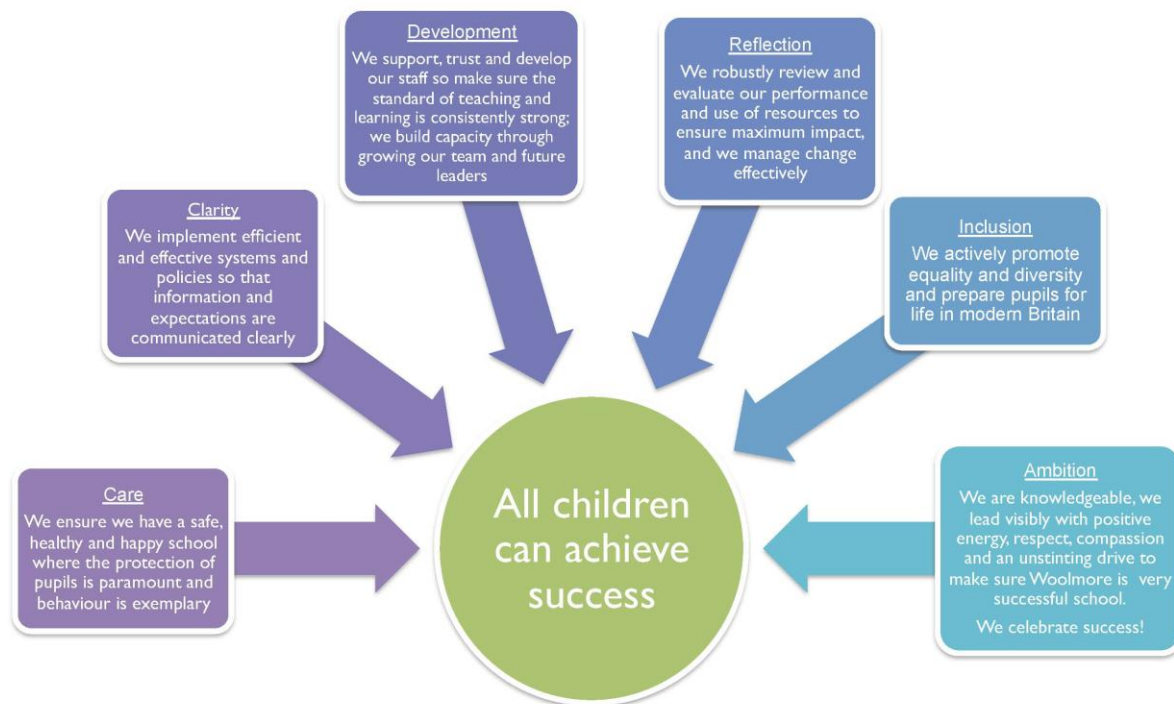 Development
We support, trust and develop
our staff so make sure the
standard of teaching and
learning is consistently strong;
we build capacity through
growing our team and future
leaders
Reflection
We robustly review and
evaluate our performance
and use of resources to
ensure maximum impact,
and we manage change
effectively
Clarity
We implement efficient
and effective systems and
policies so that
information and
expectations are
communicated clearly
Inclusion
We actively promote
equality and diversity
and prepare pupils for
life in modern Britain
Care
We ensure we have a safe,
healthy and happy school
where the protection of
pupils is paramount and
behaviour is exemplary
All children
can achieve
success
Ambition
We are knowledgeable, we
lead visibly with positive
energy, respect, compassion
and an unstinting drive to
make sure Woolmore is very
successful school.
We celebrate success!